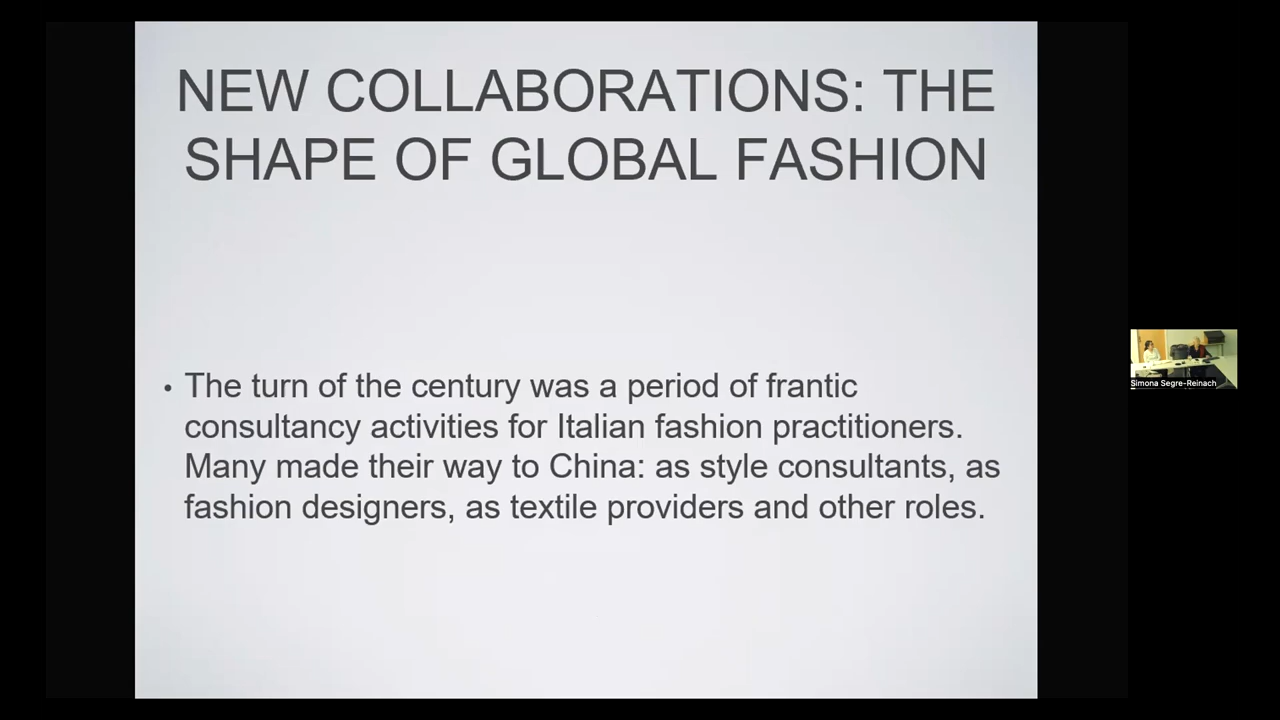 NEW COLLABORATIONS: THE
SHAPE OF GLOBAL FASHION
• The turn of the century was a period of frantic
consultancy activities for Italian fashion practitioners.
Many made their way to China: as style consultants, as
fashion designers, as textile providers and other roles.
Simona Segre-Reinach